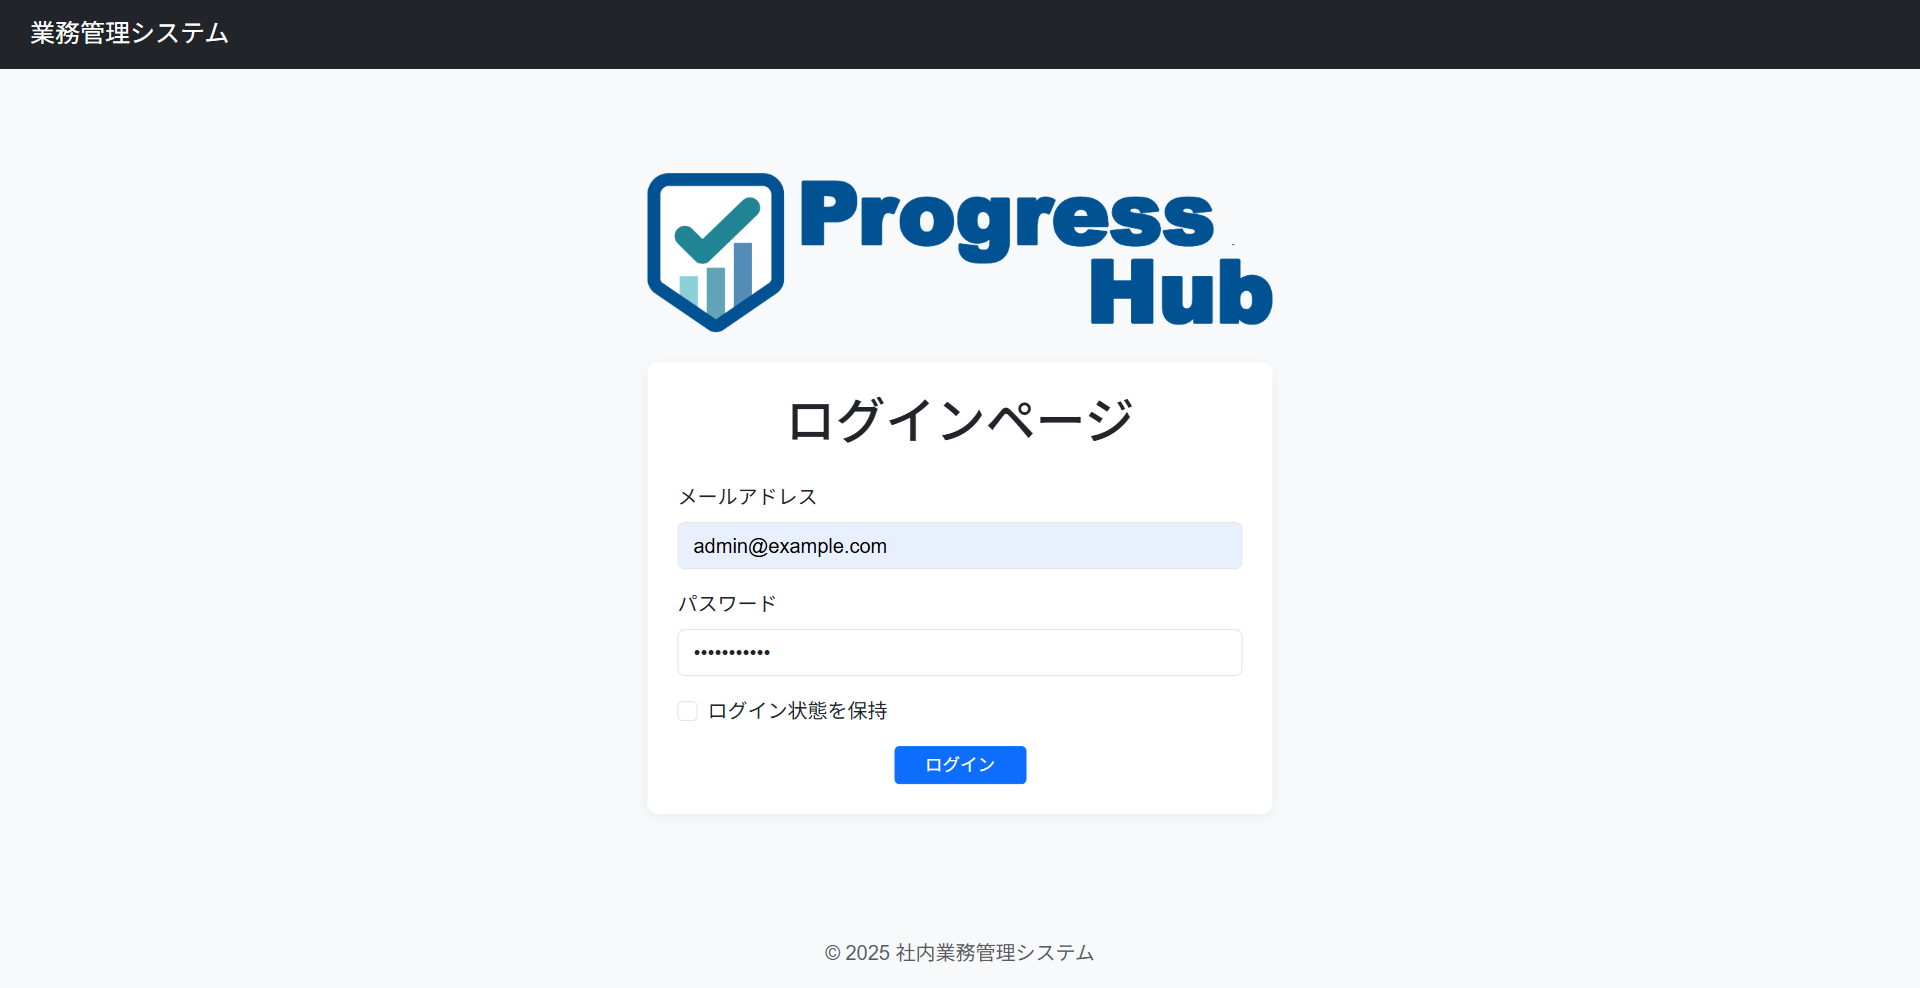 業務管理システム
Progress
Hub
ログインページ
メールアドレス
admin@example.com
パスワード
•••••••••••
ログイン状態を保持
ログイン
© 2025 社内業務管理システム